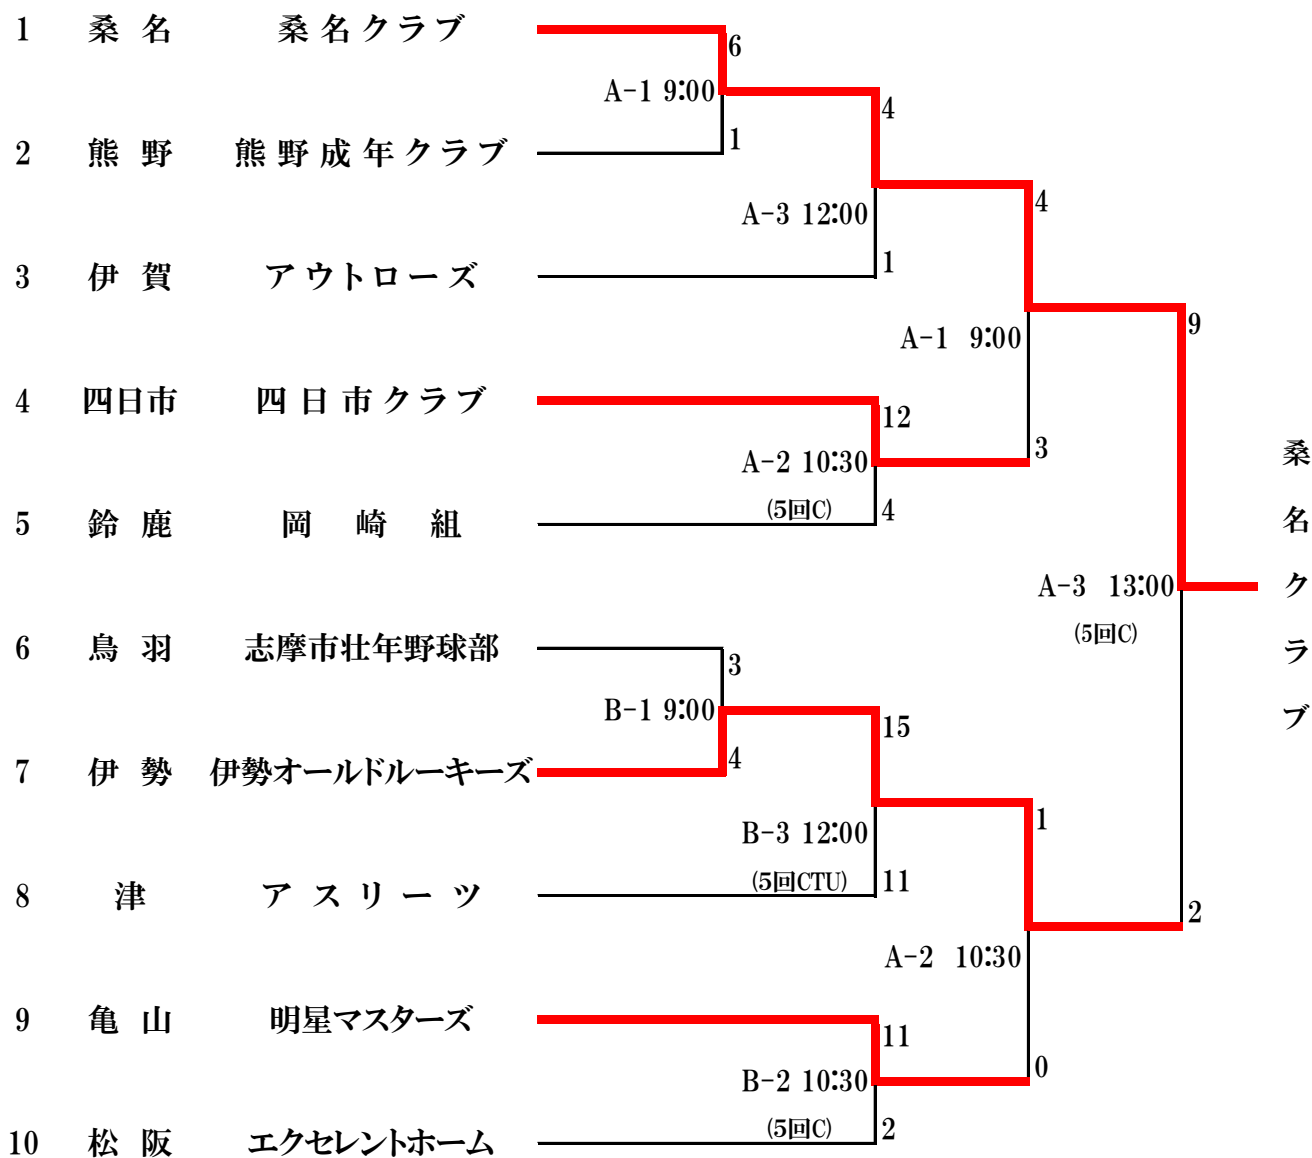 1 桑名 桑名クラブ
6
A-1 9:00
4
1
2 熊野 熊野成年クラブ
4
A-3 12:00
1
3 伊賀 アウトローズ
9
A-1 9:00
4 四日市 四日市クラブ
12
3
A-2 10:30
(5回C)
4
5 鈴鹿 岡崎組
桑名クラブ
A-3 13:00
(5回C)
6 鳥羽 志摩市壮年野球部
3
B-1 9:00
15
4
7 伊勢 伊勢オールドルーキーズ
1
B-3 12:00
(5回CTU)
11
8 津 アスリーツ
2
A-2 10:30
9 亀山 明星マスターズ
11
0
B-2 10:30
(5回C)
2
10 松阪 エクセレントホーム